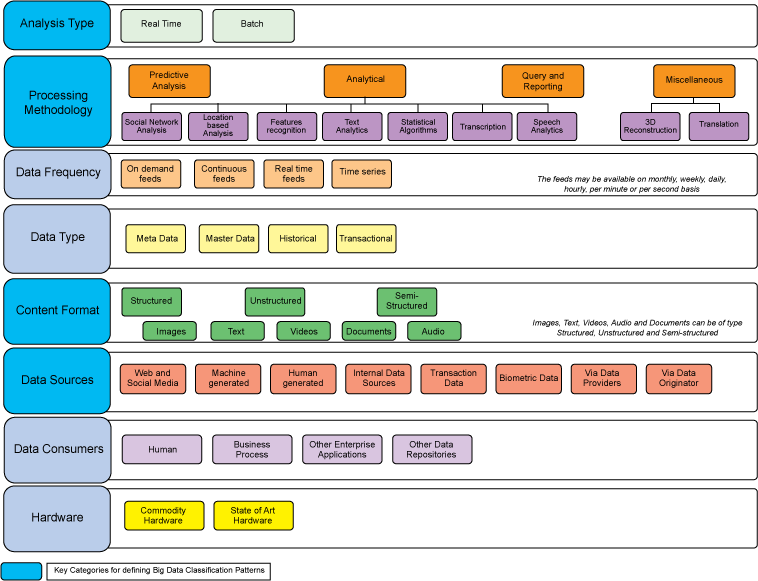 Analysis Type
Real Time
Batch
Processing
Methodology
Predictive
Analysis
Analytical
Query and
Reporting
Miscellaneous
Social Network
Analysis
Location
based
Analysis
Features
recognition
Text
Analytics
Statistical
Algorithms
Transcription
Speech
Analytics
3D
Reconstruction
Translation
Data Frequency
On demand
feeds
Continuous
feeds
Real time
feeds
Time series
The feeds may be available on monthly, weekly, daily,
hourly, per minute or per second basis
Data Type
Meta Data
Master Data
Historical
Transactional
Content Format
Structured
Unstructured
Semi-
Structured
Images
Text
Videos
Documents
Audio
Images, Text, Videos, Audio and Documents can be of type
Structured, Unstructured and Semi-structured
Data Sources
Web and
Social Media
Machine
generated
Human
generated
Internal Data
Sources
Transaction
Data
Biometric Data
Via Data
Providers
Via Data
Originator
Data Consumers
Human
Business
Process
Other Enterprise
Applications
Other Data
Repositories
Hardware
Commodity
Hardware
State of Art
Hardware
Key Categories for defining Big Data Classification Patterns